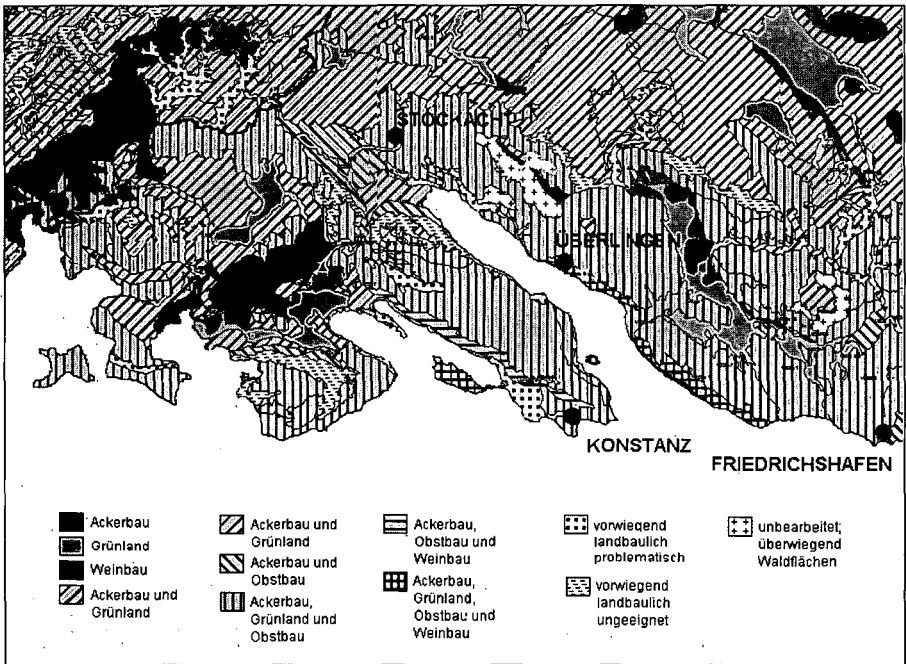 STOCKACH
ÜBERLINGEN
KONSTANZ
FRIEDRICHSHAFEN
Ackerbau
Grünland
Weinbau
Ackerbau und
Grünland
Ackerbau und
Grünland
Ackerbau und
Obstbau
Ackerbau,
Grünland und
Obstbau
Ackerbau,
Obstbau und
Weinbau
Ackerbau,
Grünland,
Obstbau und
Weinbau
vorwiegend
landbaulich
problematisch
vorwiegend
landbaulich
ungeeignet
unbearbeitet;
überwiegend
Waldflächen